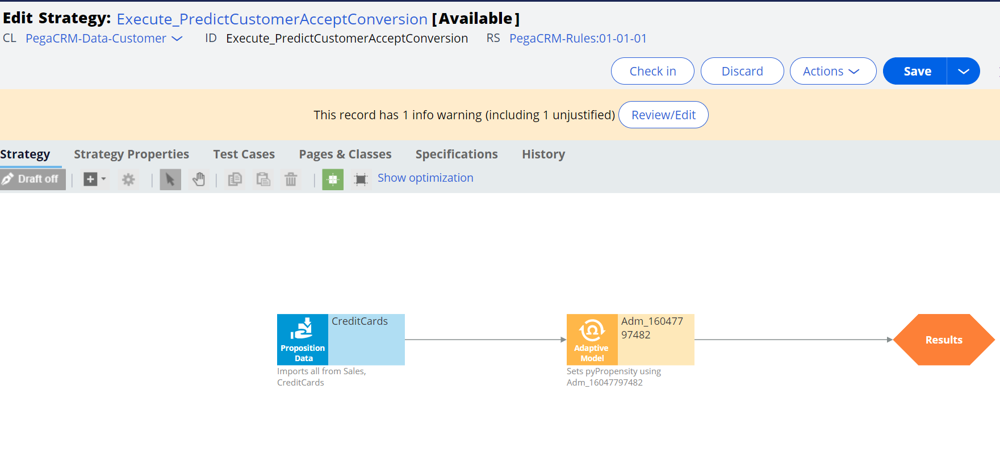 Edit Strategy: Execute_PredictCustomerAcceptConversion [Available]
CL PegaCRM-Data-Customer ID Execute_PredictCustomerAcceptConversion RS PegaCRM-Rules:01-01-01
Check in Discard Actions Save
This record has 1 info warning (including 1 unjustified) Review/Edit
Strategy Strategy Properties Test Cases Pages & Classes Specifications History
Draft off Show optimization
CreditCards
Proposition
Data
Imports all from Sales,
CreditCards
Adm_160477
97482
Adaptive
Model
Sets pyPropensity using
Adm_16047797482
Results